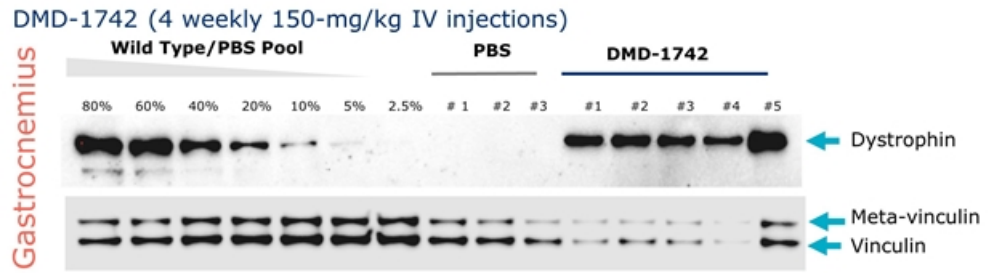 DMD-1742 (4 weekly 150-mg/kg IV injections)
Gastrocnemius
Wild Type/PBS Pool
PBS
DMD-1742
80% 60% 40% 20% 10% 5% 2.5% # 1 #2 #3 #1 #2 #3 #4 #5
Dystrophin
Meta-vinculin
Vinculin